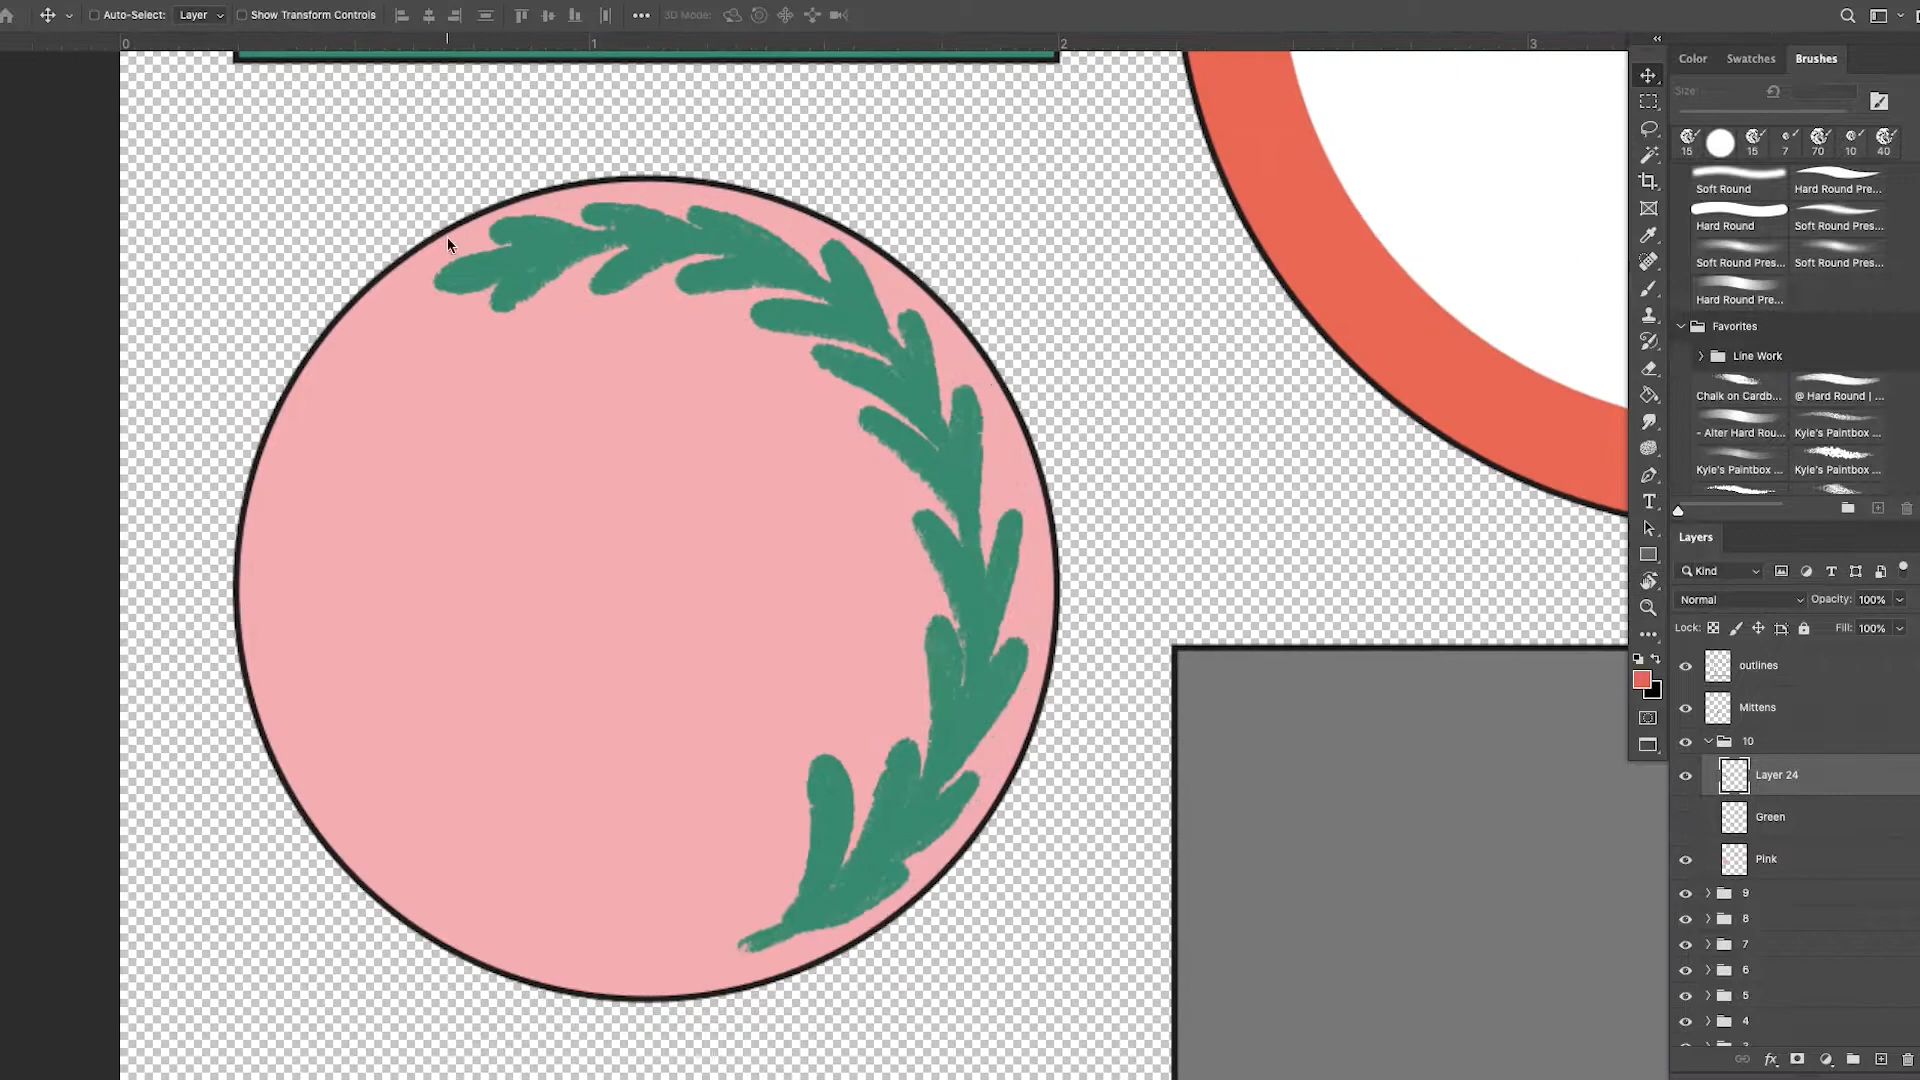 Auto-Select: Layer Show Transform Controls 3D Mode:
0 1 2 3
Color Swatches Brushes
Size:
15 15 7 70 10 40
Soft Round Hard Round Pre...
Hard Round Soft Round Pres...
Soft Round Pres... Soft Round Pres...
Hard Round Pre...
Favorites
Line Work
Chalk on Cardb... @ Hard Round | ...
- Alter Hard Rou... Kyle's Paintbox ...
Kyle's Paintbox ... Kyle's Paintbox ...
Layers
Kind
Normal Opacity: 100%
Lock: Fill: 100%
outlines
Mittens
10
Layer 24
Green
Pink
9
8
7
6
5
4